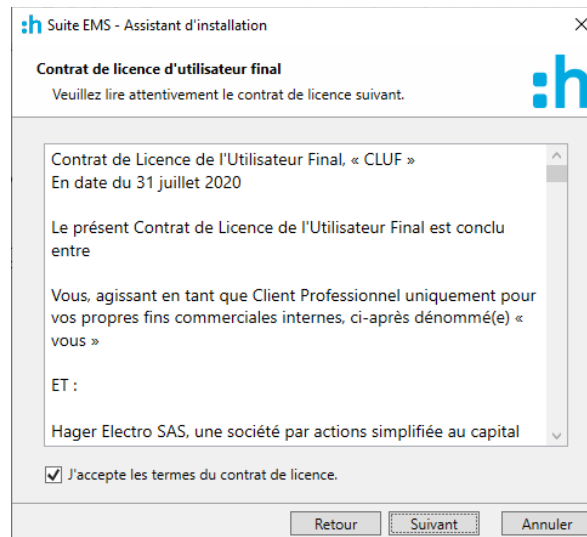 :h Suite EMS - Assistant d'installation
Contrat de licence d'utilisateur final
Veuillez lire attentivement le contrat de licence suivant.
:h
Contrat de Licence de l'Utilisateur Final, « CLUF »
En date du 31 juillet 2020
Le présent Contrat de Licence de l'Utilisateur Final est conclu
entre
Vous, agissant en tant que Client Professionnel uniquement pour
vos propres fins commerciales internes, ci-après dénommé(e) «
vous »
ET :
Hager Electro SAS, une société par actions simplifiée au capital
J'accepte les termes du contrat de licence.
Retour Suivant Annuler